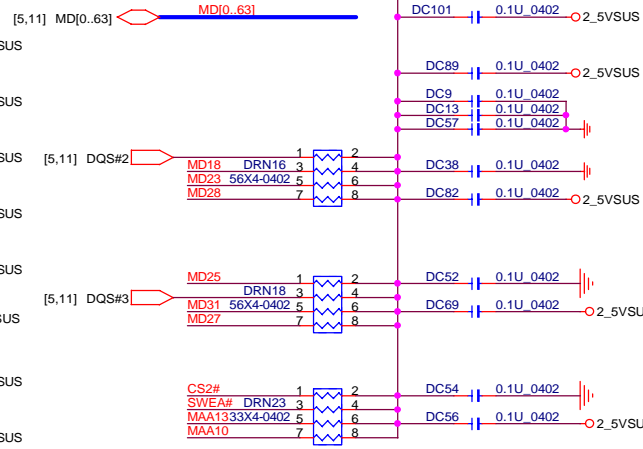 MD[0..63]
DC101 0.1U_0402 2_5VSUS
[5,11] MD[0..63]
SUS
DC89 0.1U_0402 2_5VSUS
SUS
DC9 0.1U_0402
DC13 0.1U_0402
DC57 0.1U_0402
SUS [5,11] DQS#2 1 2
MD18 DRN16 3 4 DC38 0.1U_0402
MD23 56X4-0402 5 6
MD28 7 8 DC82 0.1U_0402 2_5VSUS
SUS
SUS
MD25 1 2 DC52 0.1U_0402
[5,11] DQS#3 DRN18 3 4
MD31 56X4-0402 5 6 DC69 0.1U_0402 2_5VSU
SUS
MD27 7 8
SUS
CS2# 1 2 DC54 0.1U_0402
SWEA# DRN23 3 4
MAA13 33X4-0402 5 6 DC56 0.1U_0402 2_5VSU
MAA10 7 8
SUS